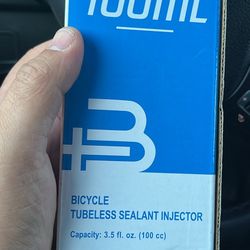 100ML
BICYCLE
TUBELESS SEALANT INJECTOR
Capacity: 3.5 fl. oz. (100 cc)